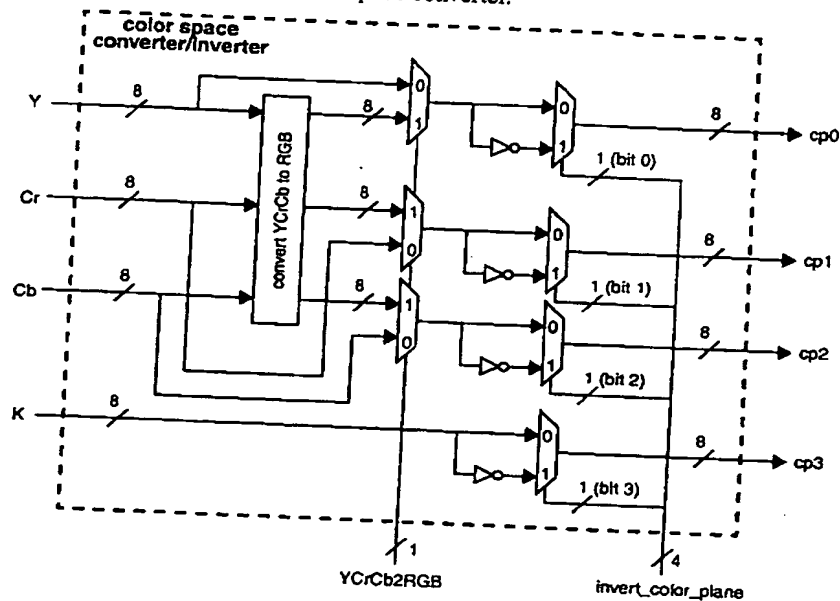 converter.
color space
converter/inverter
Y
8
0
8
1
convert YCrCb to RGB
0
1
8
cp0
1 (bit 0)
Cr
8
8
1
0
0
1
8
cp1
1 (bit 1)
Cb
8
8
1
0
0
1
8
cp2
1 (bit 2)
K
8
0
1
8
cp3
1 (bit 3)
1
YCrCb2RGB
4
invert_color_plane